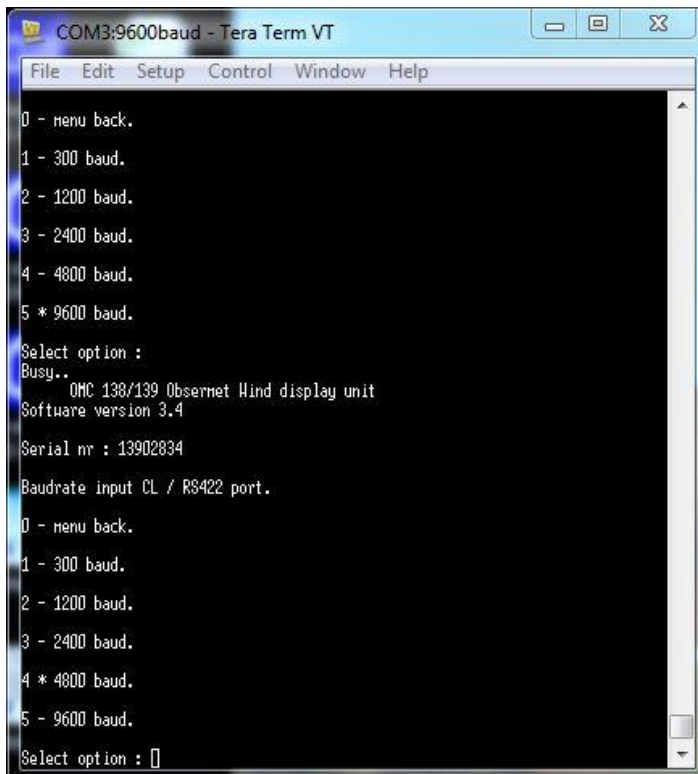 COM3:9600baud - Tera Term VT
File Edit Setup Control Window Help
0 - menu back.
1 - 300 baud.
2 - 1200 baud.
3 - 2400 baud.
4 - 4800 baud.
5 * 9600 baud.
Select option :
Busy..
OMC 138/139 Obsermet Wind display unit
Software version 3.4
Serial nr : 13902834
Baudrate input CL / RS422 port.
0 - menu back.
1 - 300 baud.
2 - 1200 baud.
3 - 2400 baud.
4 * 4800 baud.
5 - 9600 baud.
Select option :